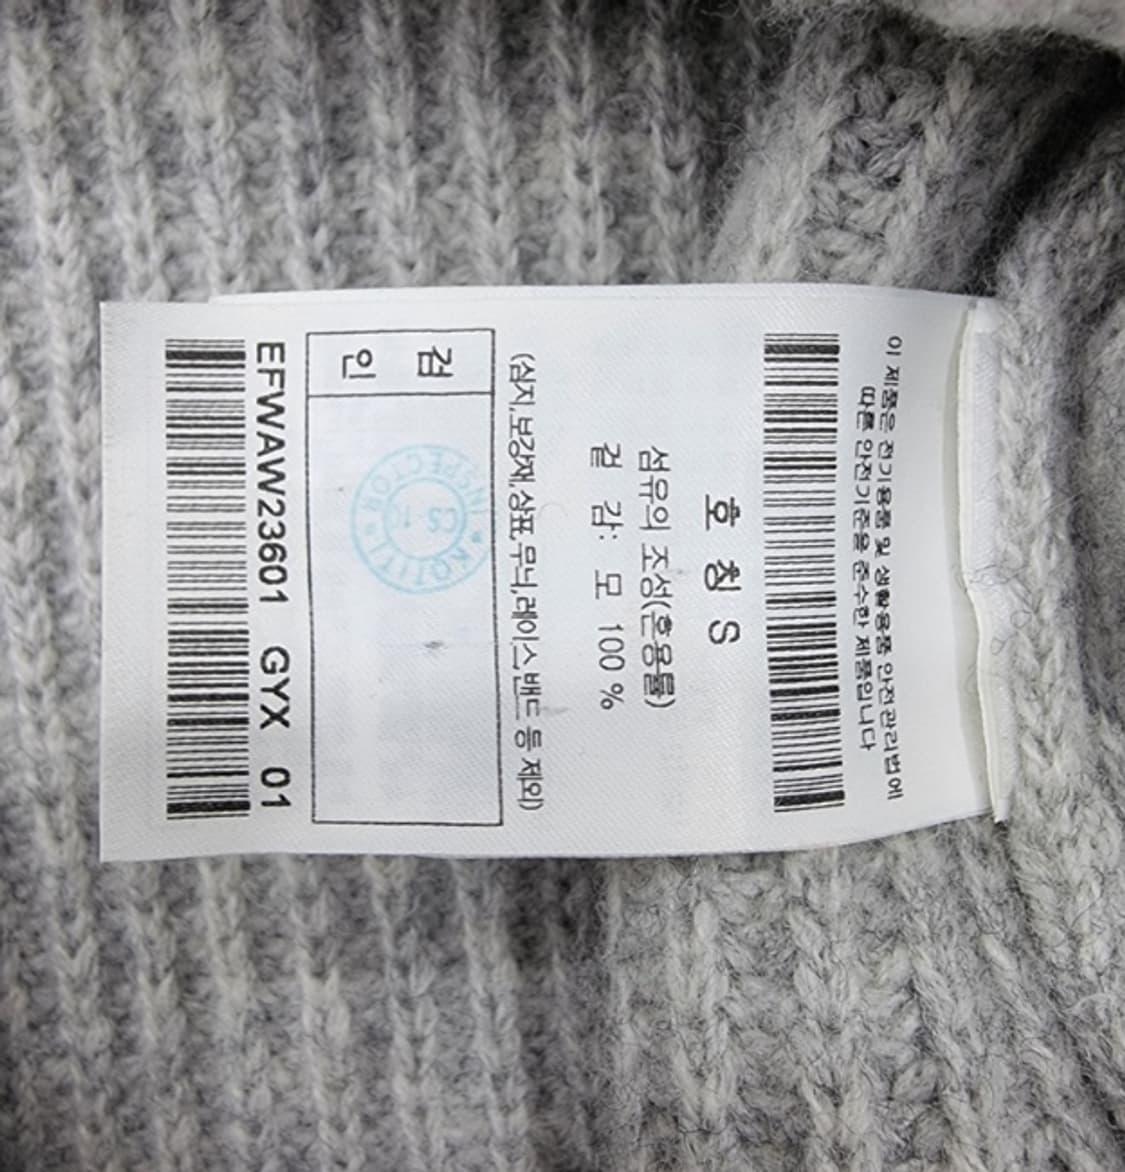 이 제품은 전기용품 및 생활용품 안전관리법에
따른 안전기준을 준수한 제품입니다
호 칭 S
섬유의 조성(혼용률)
겉 감: 모 100 %
(심지,보강재,상표,무늬,레이스밴드 등 제외)
검
인
KOTITI
INSPECTOR
EFWAW23601 GYX 01